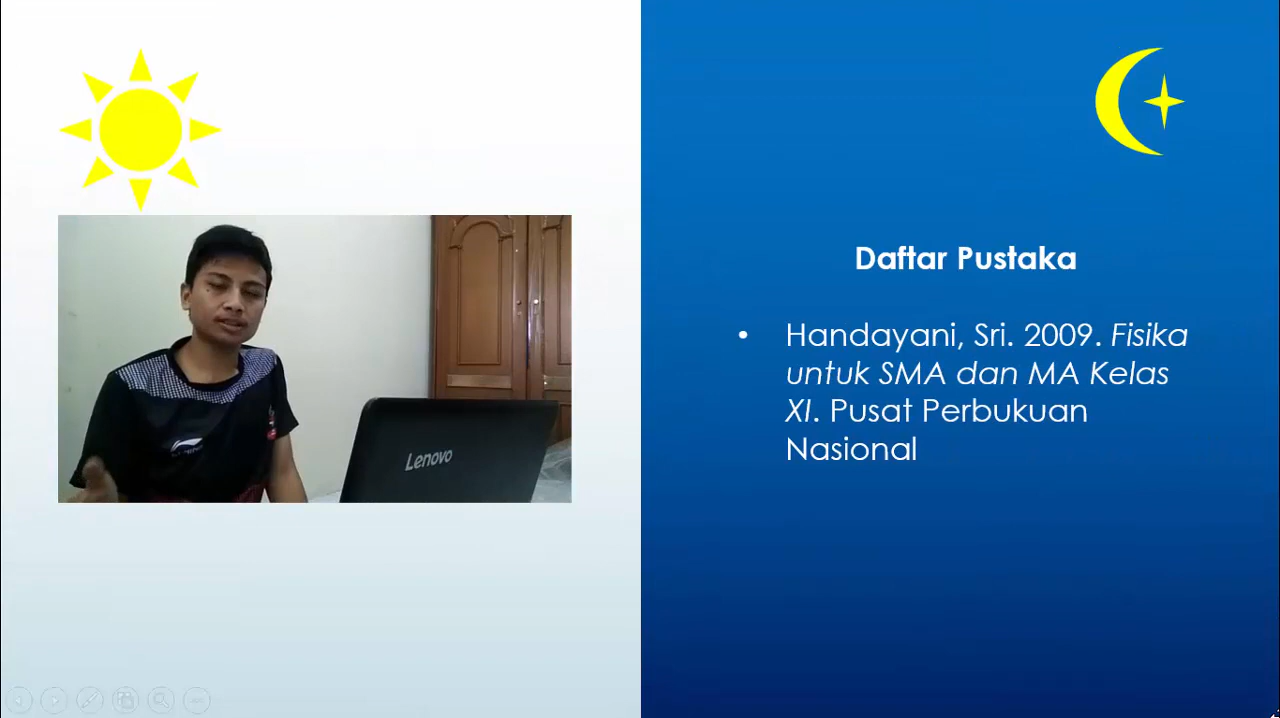 Daftar Pustaka
• Handayani, Sri. 2009. Fisika
untuk SMA dan MA Kelas
XI. Pusat Perbukuan
Nasional
Lenovo